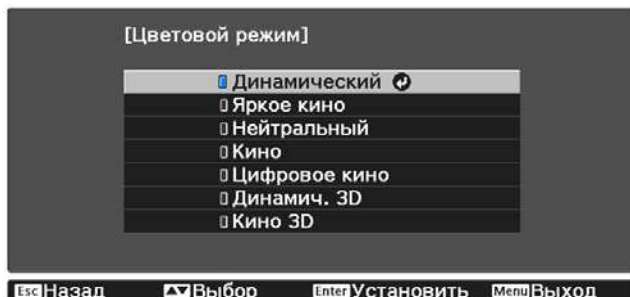 [Цветовой режим]
Динамический
Яркое кино
Нейтральный
Кино
Цифровое кино
Динамич. 3D
Кино 3D
Esc Назад Выбор Enter Установить Menu Выход